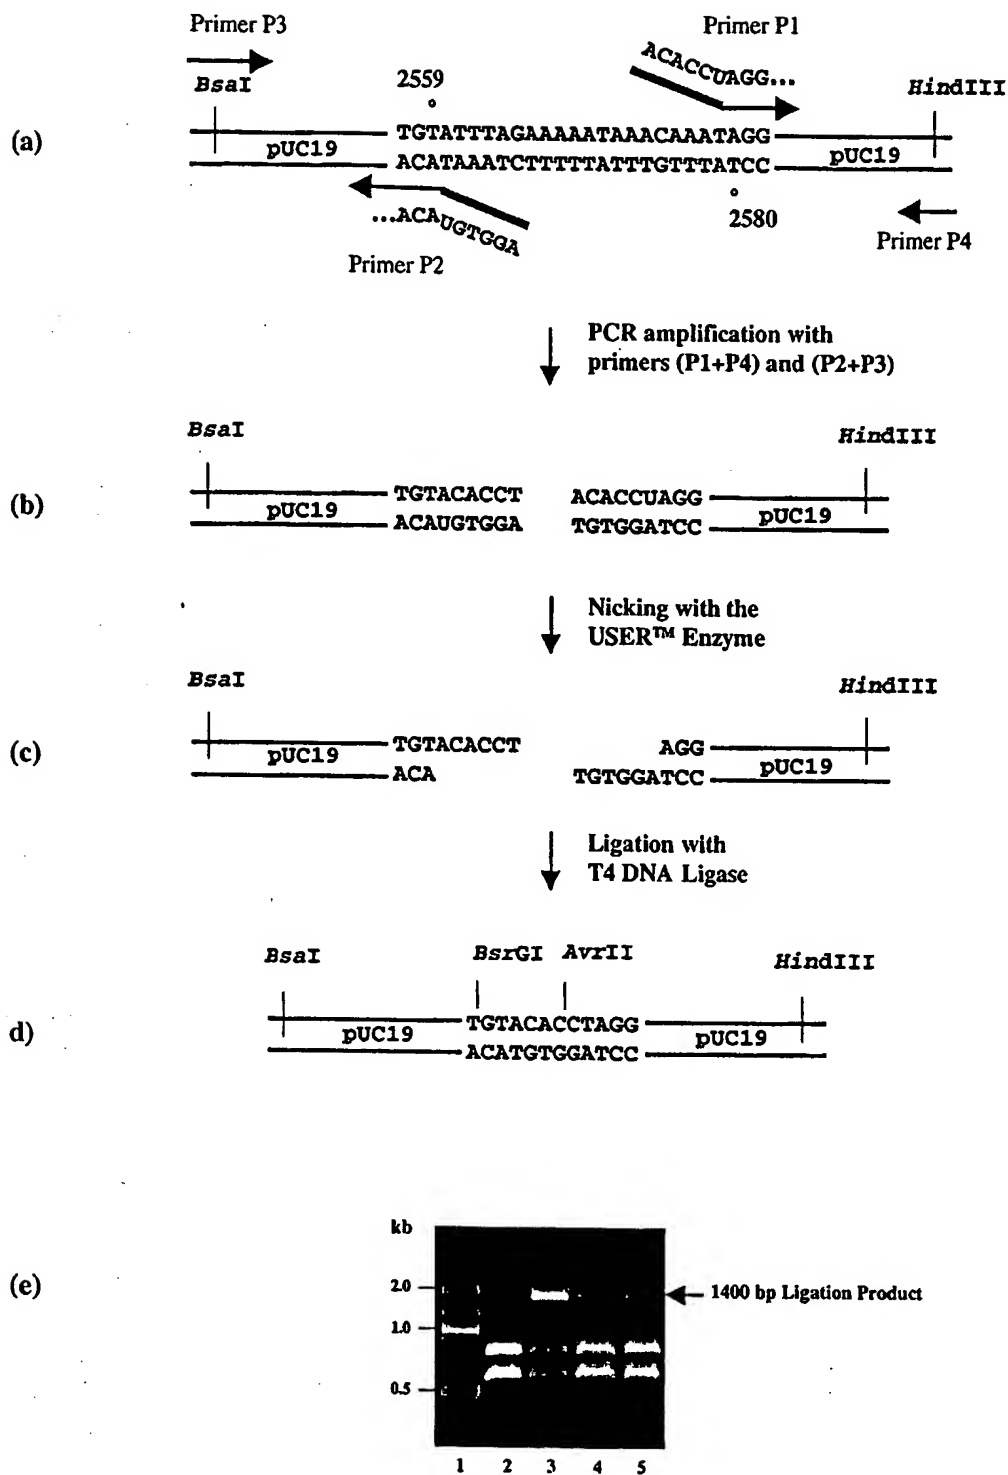 Primer P3
Primer P1
ACACCUAGG...
BsaI
2559
HindIII
(a)
TGTATTTAGAAAAATAAACAAATAGG
pUC19
pUC19
ACATAAATCTTTTTATTTGTTTATCC
...ACAUGTGGA
2580
Primer P2
Primer P4
PCR amplification with
primers (P1+P4) and (P2+P3)
BsaI
HindIII
(b)
TGTACACCT
ACACCUAGG
pUC19
pUC19
ACAUGTGGA
TGTGGATCC
Nicking with the
USER™ Enzyme
BsaI
HindIII
(c)
TGTACACCT
AGG
pUC19
pUC19
ACA
TGTGGATCC
Ligation with
T4 DNA Ligase
BsaI
BsrGI
AvrII
HindIII
d)
TGTACACCTAGG
pUC19
pUC19
ACATGTGGATCC
kb
(e)
2.0
1400 bp Ligation Product
1.0
0.5
1 2 3 4 5